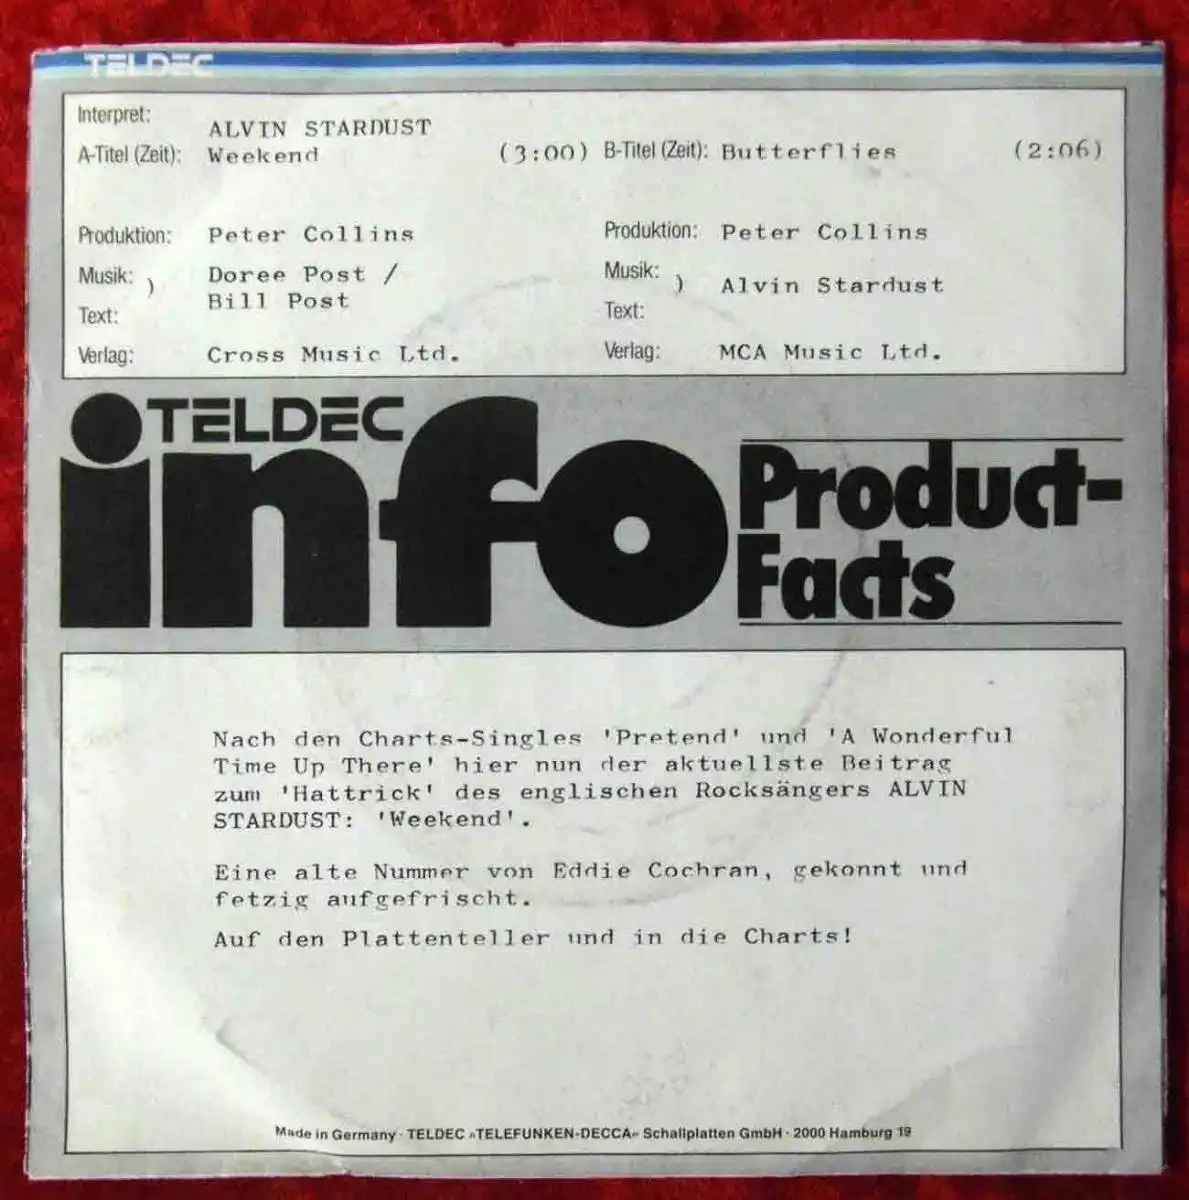 TELDEC
Interpret: ALVIN STARDUST
A-Titel (Zeit): Weekend (3:00) B-Titel (Zeit): Butterflies (2:06)
Produktion: Peter Collins Produktion: Peter Collins
Musik: ) Doree Post / Musik: ) Alvin Stardust
Bill Post
Text: Text:
Verlag: Cross Music Ltd. Verlag: MCA Music Ltd.
TELDEC
info Product-
Facts
Nach den Charts-Singles 'Pretend' und 'A Wonderful
Time Up There' hier nun der aktuellste Beitrag
zum 'Hattrick' des englischen Rocksängers ALVIN
STARDUST: 'Weekend'.
Eine alte Nummer von Eddie Cochran, gekonnt und
fetzig aufgefrischt.
Auf den Plattenteller und in die Charts!
Made in Germany · TELDEC »TELEFUNKEN-DECCA« Schallplatten GmbH · 2000 Hamburg 19